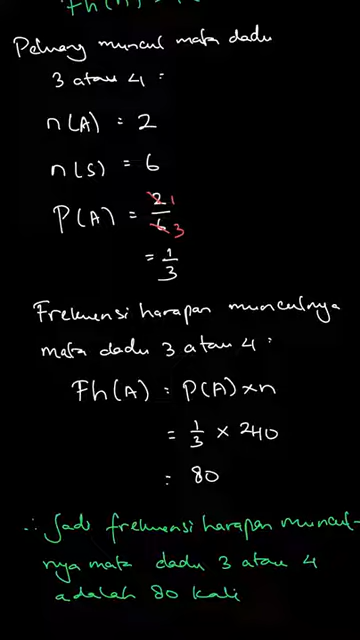 Fh(A) =
Peluang muncul mata dadu
3 atau 4 :
n(A) = 2
n(S) = 6
P(A) = 2/6 1/3
= 1/3
Frekuensi harapan munculnya
mata dadu 3 atau 4 :
Fh(A) = P(A) × n
= 1/3 × 240
= 80
∴ Jadi frekuensi harapan muncul-
nya mata dadu 3 atau 4
adalah 80 kali